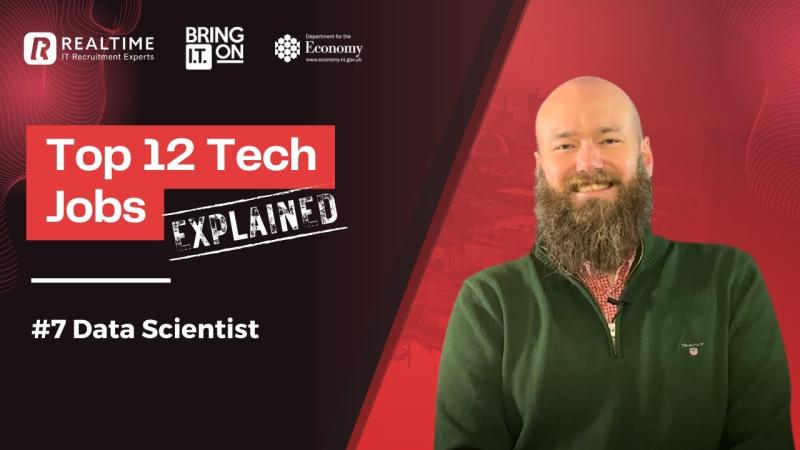 REALTIME
IT Recruitment Experts
BRING
I.T.
ON
Department for the
Economy
www.economy-ni.gov.uk
Top 12 Tech
Jobs
EXPLAINED
#7 Data Scientist
GANT